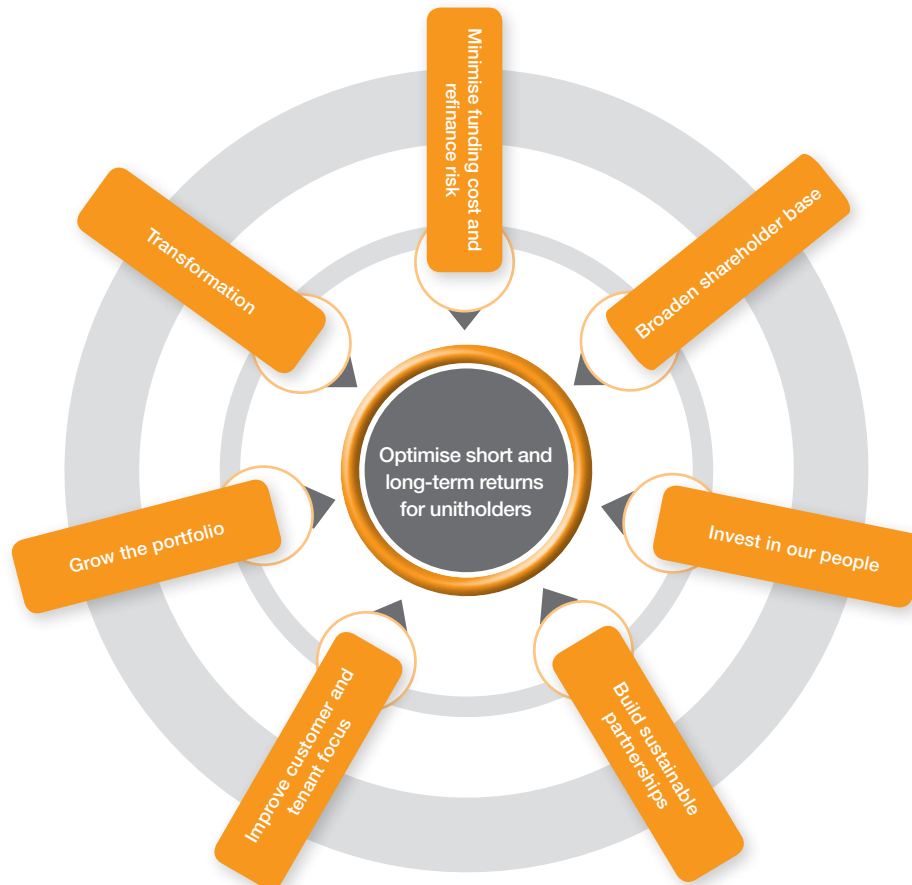 Minimise funding cost and
refinance risk
Broaden shareholder base
Invest in our people
Build sustainable
partnerships
Improve customer and
tenant focus
Grow the portfolio
Transformation
Optimise short and
long-term returns
for unitholders